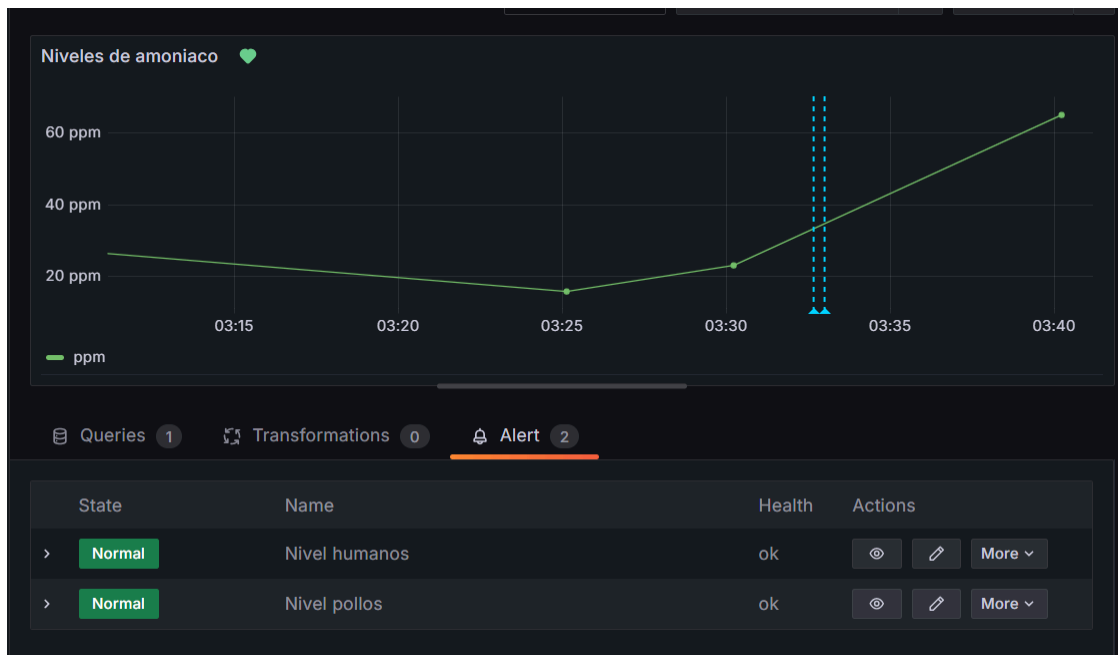 Niveles de amoniaco
60 ppm
40 ppm
20 ppm
03:15 03:20 03:25 03:30 03:35 03:40
ppm
Queries 1 Transformations 0 Alert 2
State Name Health Actions
Normal Nivel humanos ok More
Normal Nivel pollos ok More